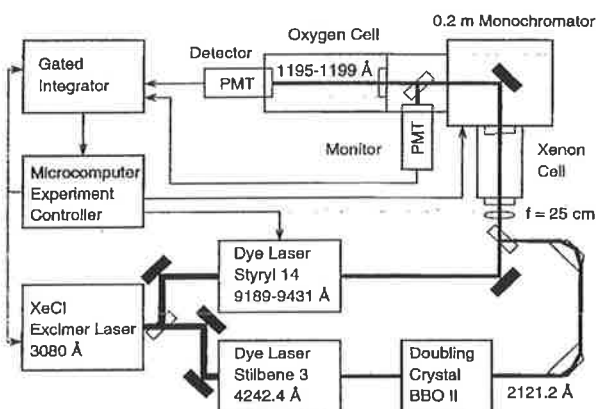 0.2 m Monochromator
Oxygen Cell
Detector
Gated
Integrator
PMT
1195-1199 Å
PMT
Monitor
Xenon
Cell
Microcomputer
Experiment
Controller
f = 25 cm
Dye Laser
Styryl 14
9189-9431 Å
XeCl
Excimer Laser
3080 Å
Dye Laser
Stilbene 3
4242.4 Å
Doubling
Crystal
BBO II
2121.2 Å